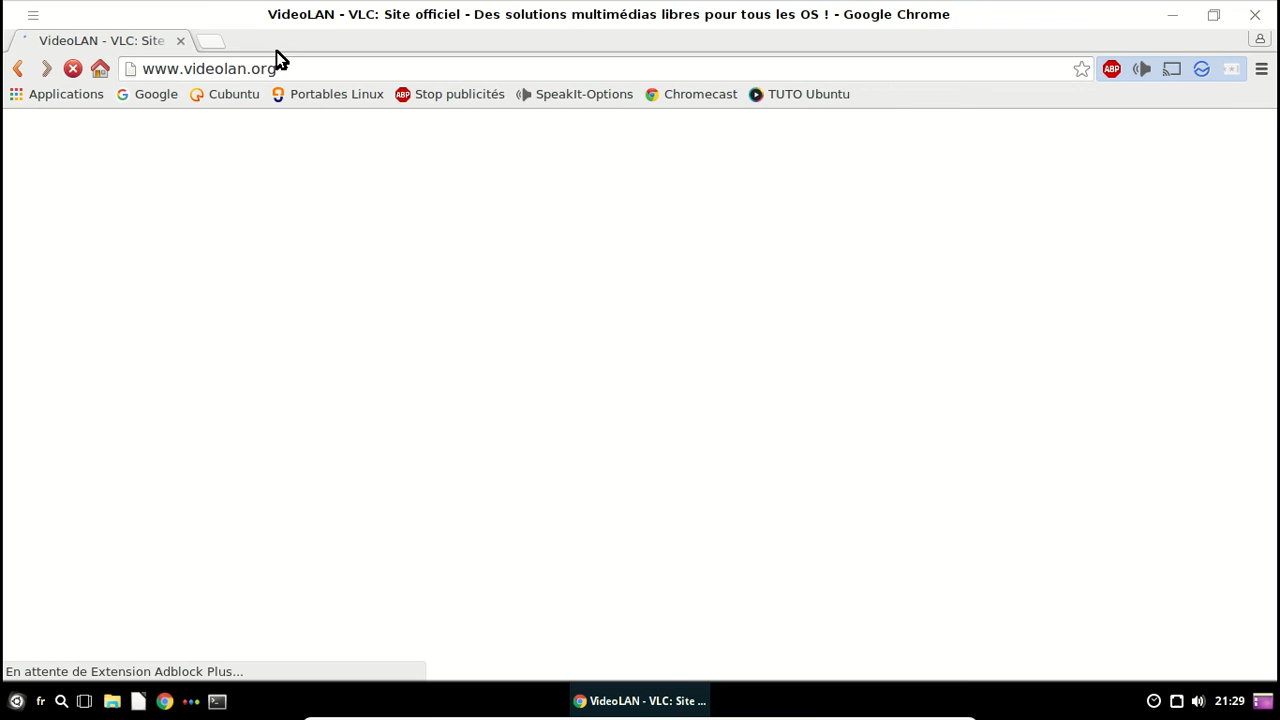 VideoLAN - VLC: Site officiel - Des solutions multimédias libres pour tous les OS ! - Google Chrome
VideoLAN - VLC: Site
www.videolan.org
ABP
Applications Google Cubuntu Portables Linux ABP Stop publicités SpeakIt-Options Chromecast TUTO Ubuntu
En attente de Extension Adblock Plus...
fr VideoLAN - VLC: Site ... 21:29